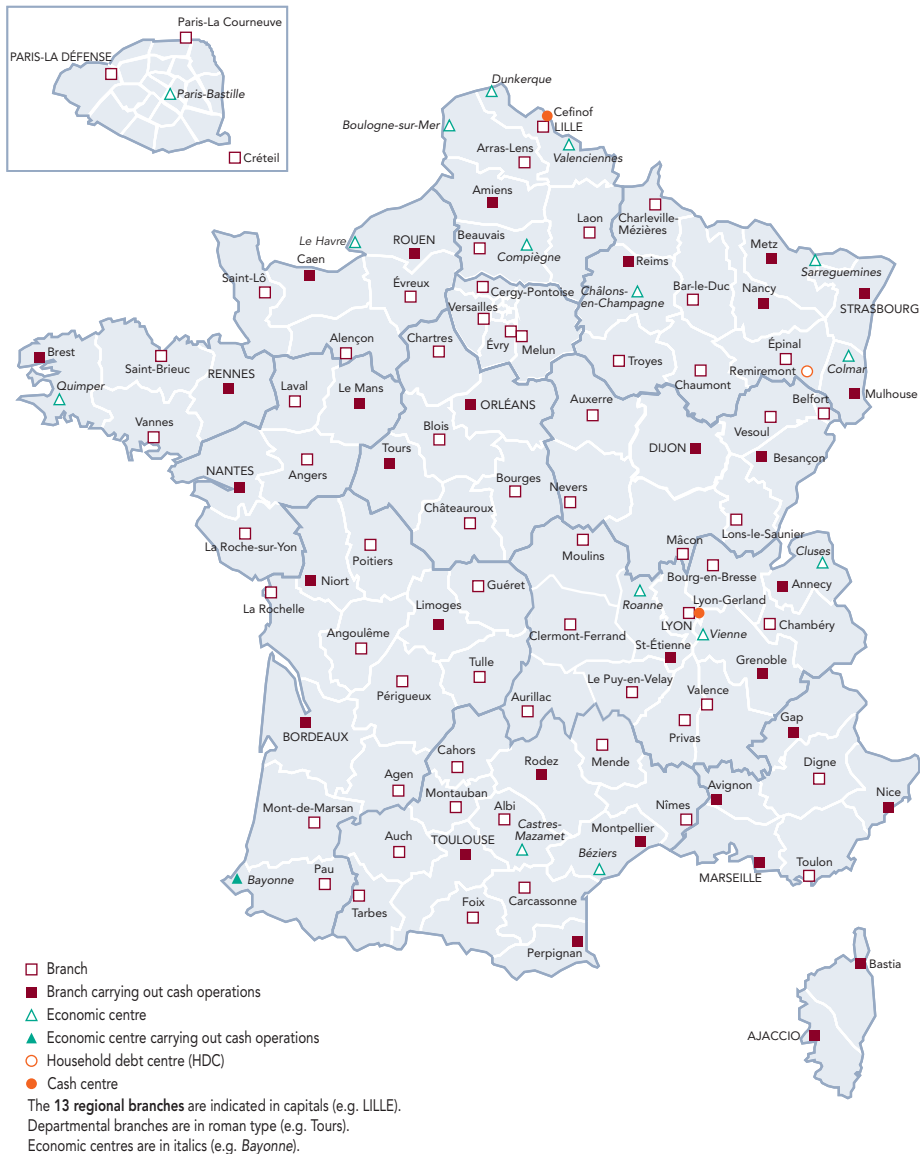 Paris-La Courneuve
PARIS-LA DÉFENSE
Paris-Bastille
Créteil
Dunkerque
Cefinof
LILLE
Boulogne-sur-Mer
Arras-Lens
Valenciennes
Amiens
Laon
Charleville-
Mézières
Le Havre
ROUEN
Beauvais
Compiègne
Caen
Reims
Metz
Sarreguemines
Saint-Lô
Évreux
Cergy-Pontoise
Versailles
Châlons-
en-Champagne
Bar-le-Duc
Nancy
STRASBOURG
Alençon
Chartres
Évry
Melun
Troyes
Chaumont
Épinal
Remiremont
Colmar
Brest
Saint-Brieuc
RENNES
Quimper
Laval
Le Mans
ORLÉANS
Auxerre
Belfort
Mulhouse
Vannes
Blois
Vesoul
NANTES
Angers
Tours
DIJON
Besançon
Bourges
Nevers
Châteauroux
La Roche-sur-Yon
Lons-le-Saunier
Poitiers
Moulins
Mâcon
Cluses
Bourg-en-Bresse
Niort
Guéret
Annecy
La Rochelle
Limoges
Roanne
Lyon-Gerland
LYON
Vienne
Chambéry
Angoulême
Clermont-Ferrand
St-Étienne
Grenoble
Tulle
Périgueux
Le Puy-en-Velay
Valence
Aurillac
Privas
Gap
BORDEAUX
Cahors
Rodez
Mende
Digne
Agen
Montauban
Albi
Avignon
Nice
Mont-de-Marsan
Nîmes
Castres-
Mazamet
Montpellier
Auch
TOULOUSE
Béziers
MARSEILLE
Toulon
Bayonne
Pau
Tarbes
Foix
Carcassonne
Perpignan
Bastia
AJACCIO
Branch
Branch carrying out cash operations
Economic centre
Economic centre carrying out cash operations
Household debt centre (HDC)
Cash centre
The 13 regional branches are indicated in capitals (e.g. LILLE).
Departmental branches are in roman type (e.g. Tours).
Economic centres are in italics (e.g. Bayonne).